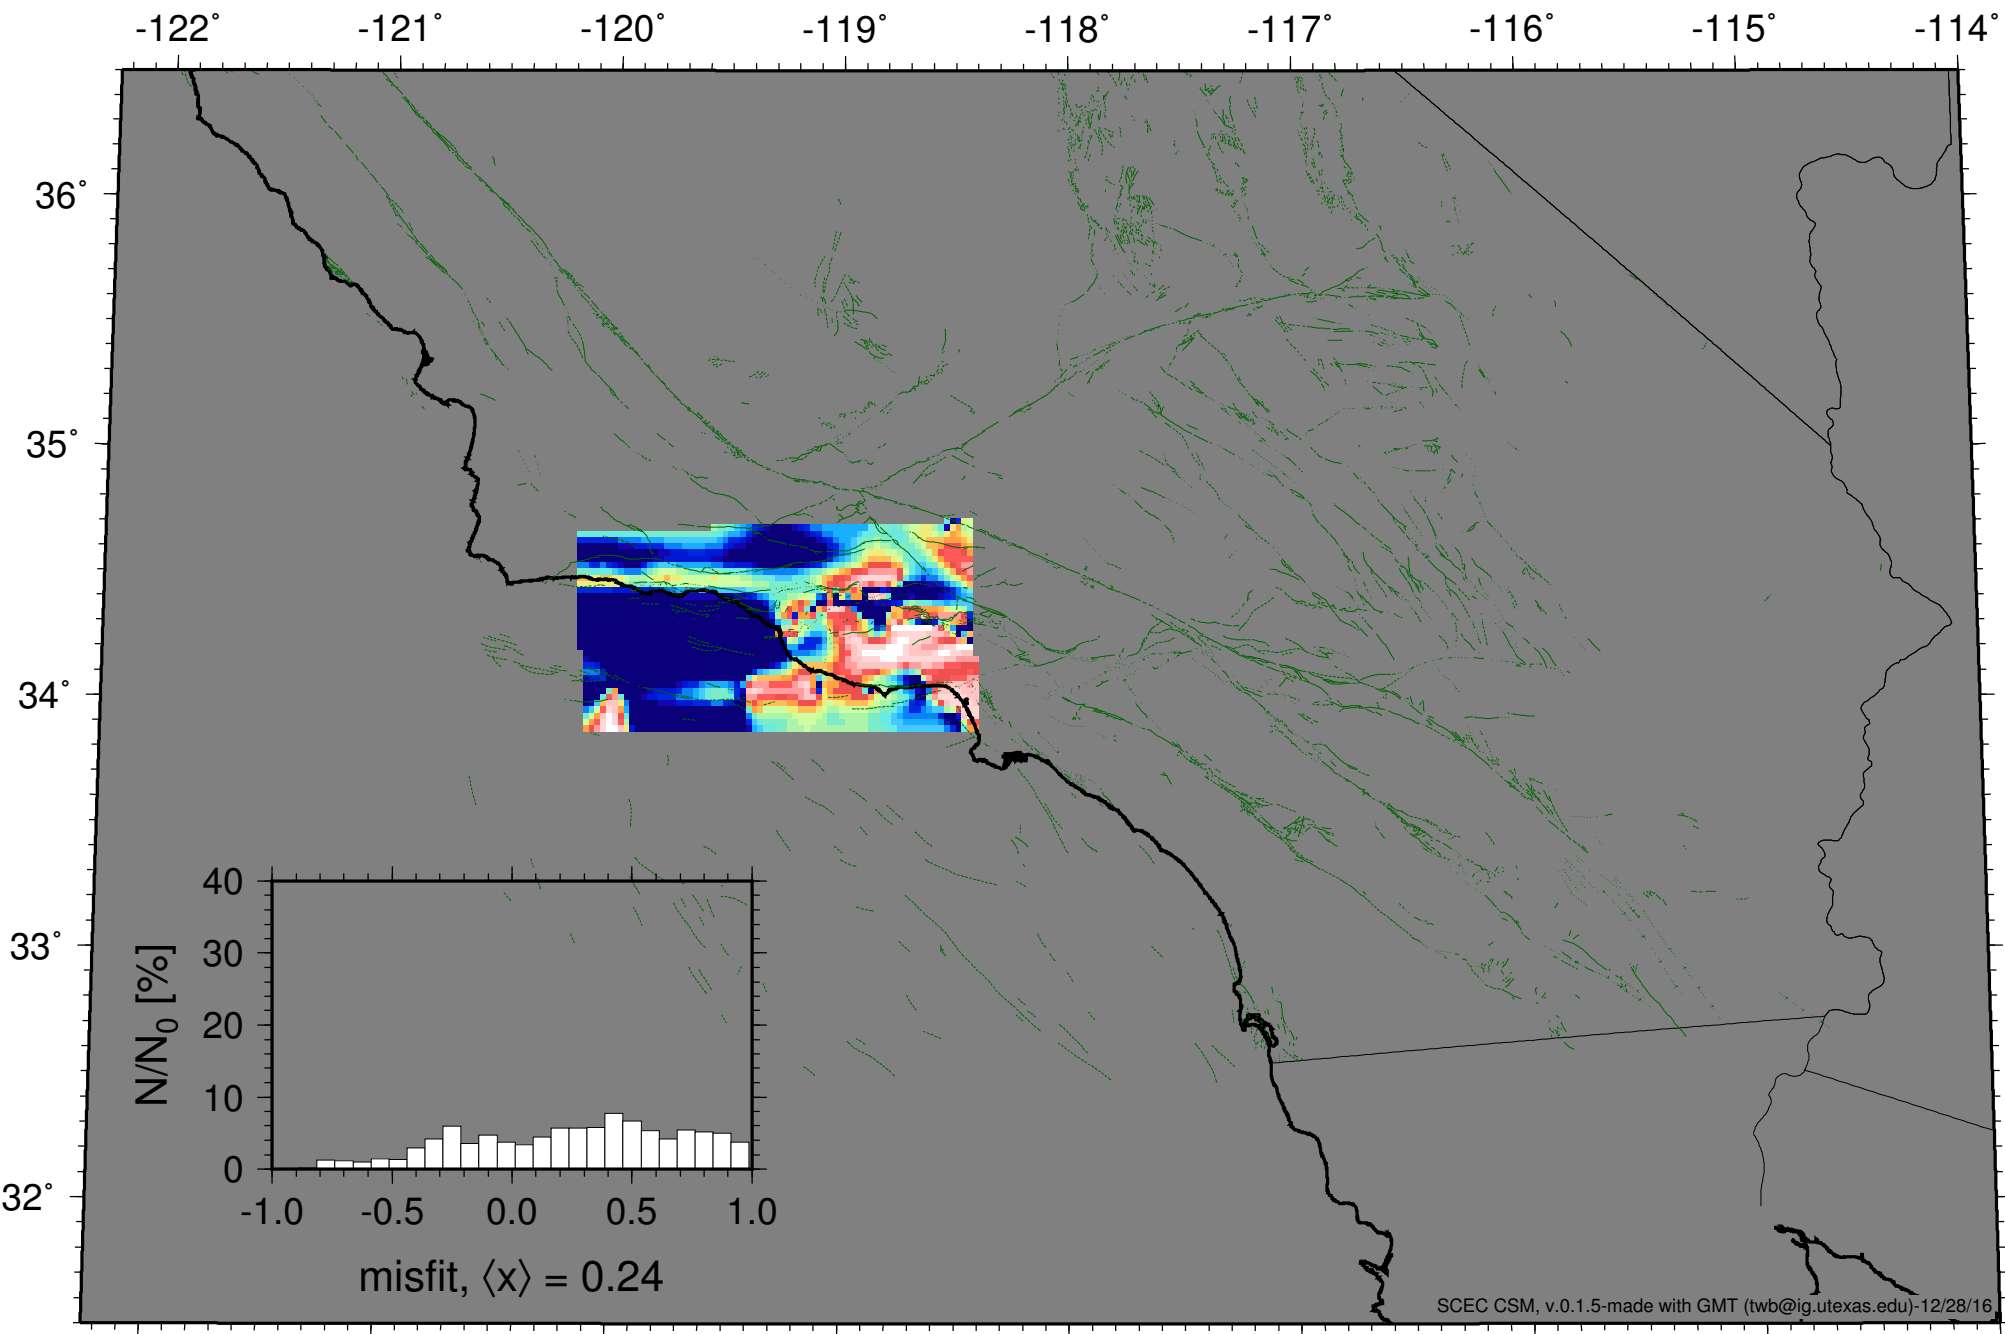 -122˚ -121˚ -120˚ -119˚ -118˚ -117˚ -116˚ -115˚ -114˚
36˚
35˚
34˚
33˚
32˚
40
30
20
10
0
N/N0 [%]
-1.0 -0.5 0.0 0.5 1.0
misfit, ⟨x⟩ = 0.24
SCEC CSM, v.0.1.5-made with GMT (twb@ig.utexas.edu)-12/28/16